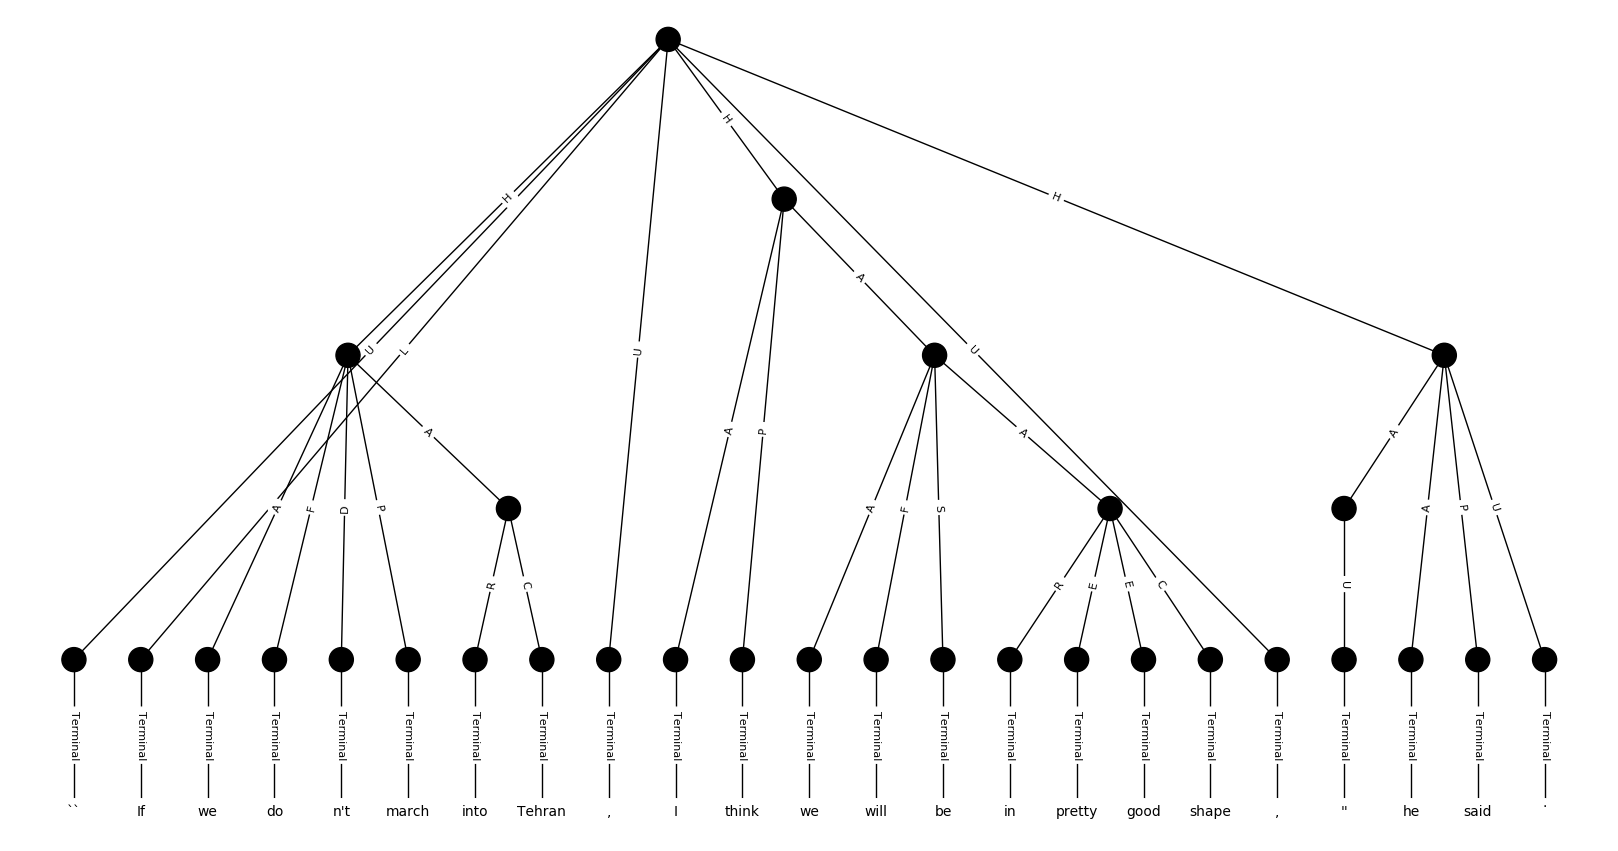 H
H
H
U
L
U
A
U
A
P
A
A
A
A
F
D
P
A
F
S
A
P
U
R
C
R
E
E
C
U
Terminal Terminal Terminal Terminal Terminal Terminal Terminal Terminal Terminal Terminal Terminal Terminal Terminal Terminal Terminal Terminal Terminal Terminal Terminal Terminal Terminal Terminal Terminal
`` If we do n't march into Tehran , I think we will be in pretty good shape , " he said .